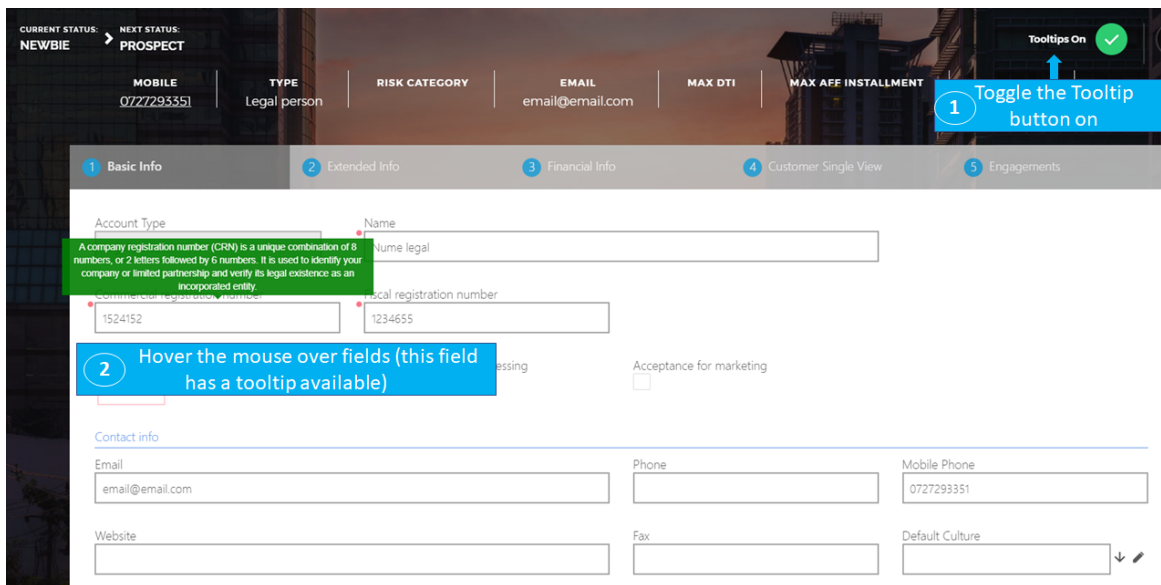 CURRENT STATUS:
NEWBIE
NEXT STATUS:
PROSPECT
Tooltips On
MOBILE
0727293351
TYPE
Legal person
RISK CATEGORY
EMAIL
email@email.com
MAX DTI
MAX AFF INSTALLMENT
1 Toggle the Tooltip
button on
1 Basic Info
2 Extended Info
3 Financial Info
4 Customer Single View
5 Engagements
Account Type
Name
Nume legal
A company registration number (CRN) is a unique combination of 8
numbers, or 2 letters followed by 6 numbers. It is used to identify your
company or limited partnership and verify its legal existence as an
incorporated entity.
Commercial registration number
Fiscal registration number
1524152
1234655
2 Hover the mouse over fields (this field
has a tooltip available)
Acceptance for marketing
Contact info
Email
Phone
Mobile Phone
email@email.com
0727293351
Website
Fax
Default Culture